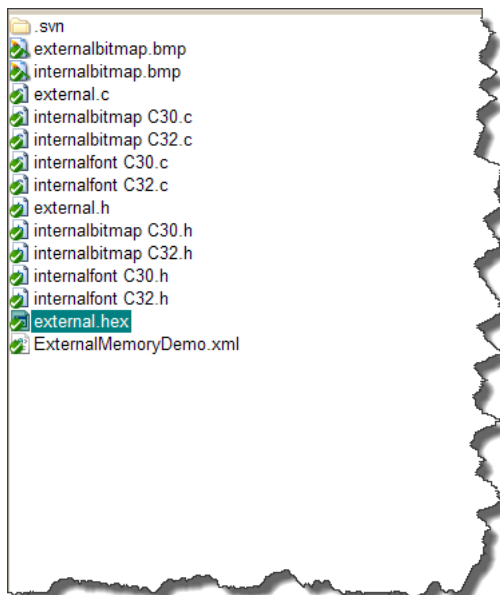 .svn
externalbitmap.bmp
internalbitmap.bmp
external.c
internalbitmap C30.c
internalbitmap C32.c
internalfont C30.c
internalfont C32.c
external.h
internalbitmap C30.h
internalbitmap C32.h
internalfont C30.h
internalfont C32.h
external.hex
ExternalMemoryDemo.xml